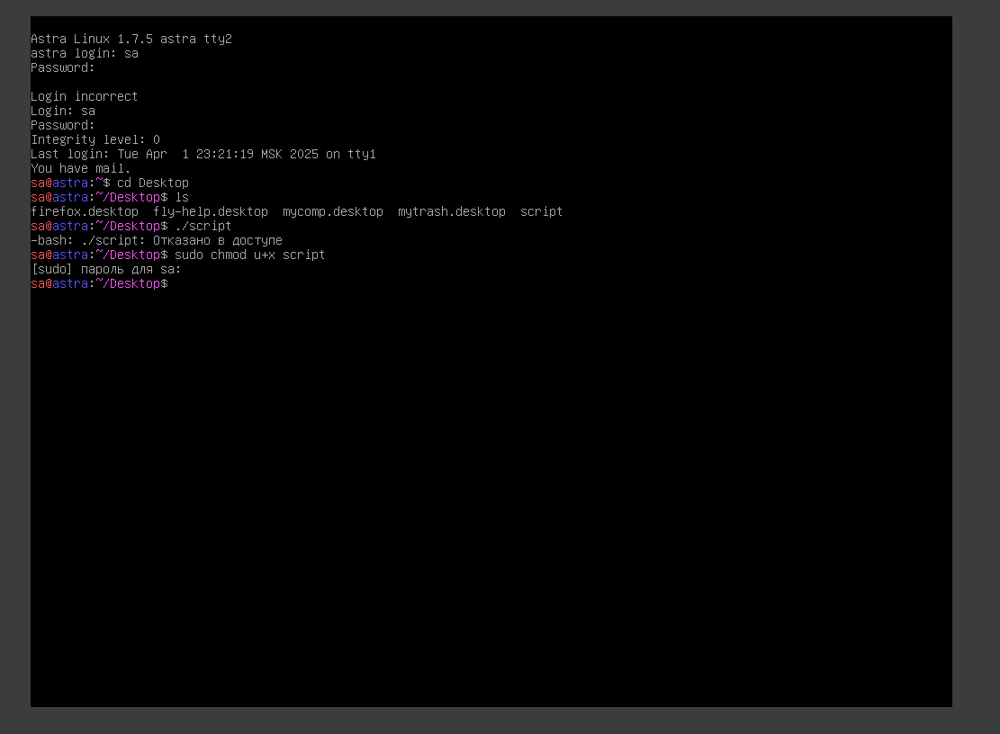 Astra Linux 1.7.5 astra tty2
astra login: sa
Password:
Login incorrect
Login: sa
Password:
Integrity level: 0
Last login: Tue Apr  1 23:21:19 MSK 2025 on tty1
You have mail.
sa@astra:~$ cd Desktop
sa@astra:~/Desktop$ ls
firefox.desktop  fly-help.desktop  mycomp.desktop  mytrash.desktop  script
sa@astra:~/Desktop$ ./script
-bash: ./script: Отказано в доступе
sa@astra:~/Desktop$ sudo chmod u+x script
[sudo] пароль для sa:
sa@astra:~/Desktop$